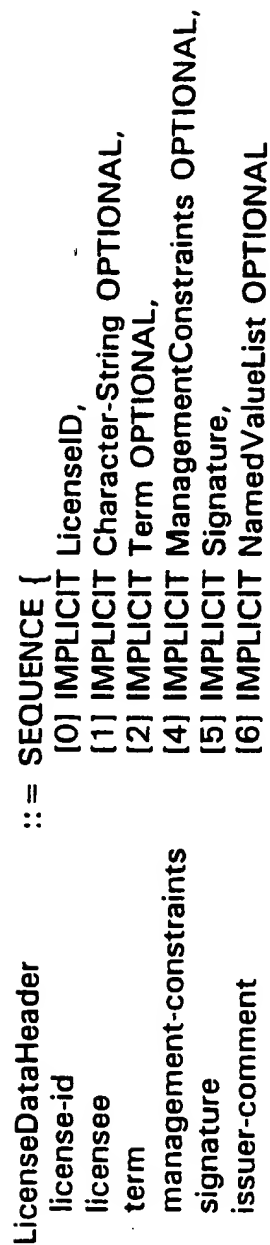 LicenseDataHeader ::= SEQUENCE {
license-id [0] IMPLICIT LicenseID,
licensee [1] IMPLICIT Character-String OPTIONAL,
term [2] IMPLICIT Term OPTIONAL,
management-constraints [4] IMPLICIT ManagementConstraints OPTIONAL,
signature [5] IMPLICIT Signature,
issuer-comment [6] IMPLICIT NamedValueList OPTIONAL